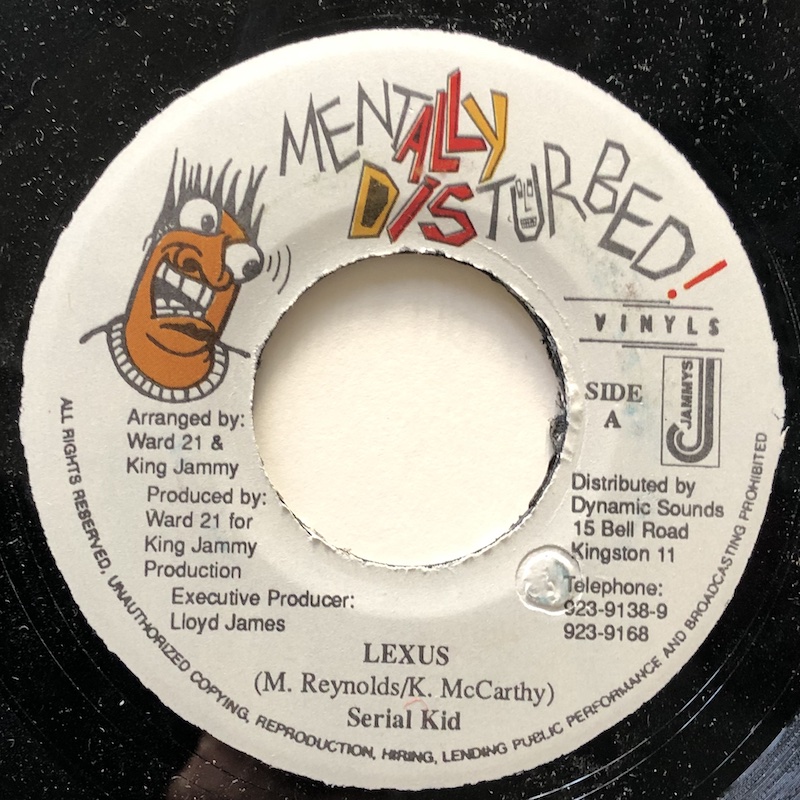 MENTALLY
DISTURBED!
VINYLS
SIDE
A
JAMMYS
Arranged by:
Ward 21 &
King Jammy
Produced by:
Ward 21 for
King Jammy
Production
Executive Producer:
Lloyd James
Distributed by
Dynamic Sounds
15 Bell Road
Kingston 11
Telephone:
923-9138-9
923-9168
LEXUS
(M. Reynolds/K. McCarthy)
Serial Kid
ALL RIGHTS RESERVED, UNAUTHORIZED COPYING, REPRODUCTION, HIRING, LENDING PUBLIC PERFORMANCE AND BROADCASTING PROHIBITED